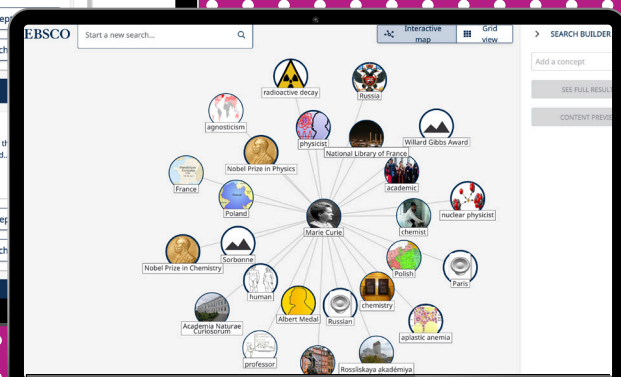 EBSCO
Start a new search...
Interactive
map
Grid
view
SEARCH BUILDER
Add a concept
SEE FULL RESULT
CONTENT PREVIE
radioactive decay
Russia
agnosticism
physicist
Willard Gibbs Award
National Library of France
Nobel Prize in Physics
academic
France
Poland
nuclear physicist
Marie Curie
chemist
Sorbonne
Nobel Prize in Chemistry
Polish
Paris
human
chemistry
Albert Medal
Russian
aplastic anemia
Academia Naturae
Curiosorum
professor
Rossiiskaya akadémiya